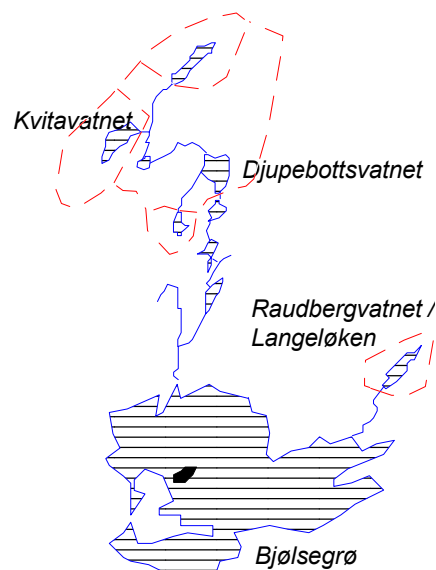 Kvitavatnet
Djupebottsvatnet
Raudbergvatnet /
Langeløken
Bjølsegrø